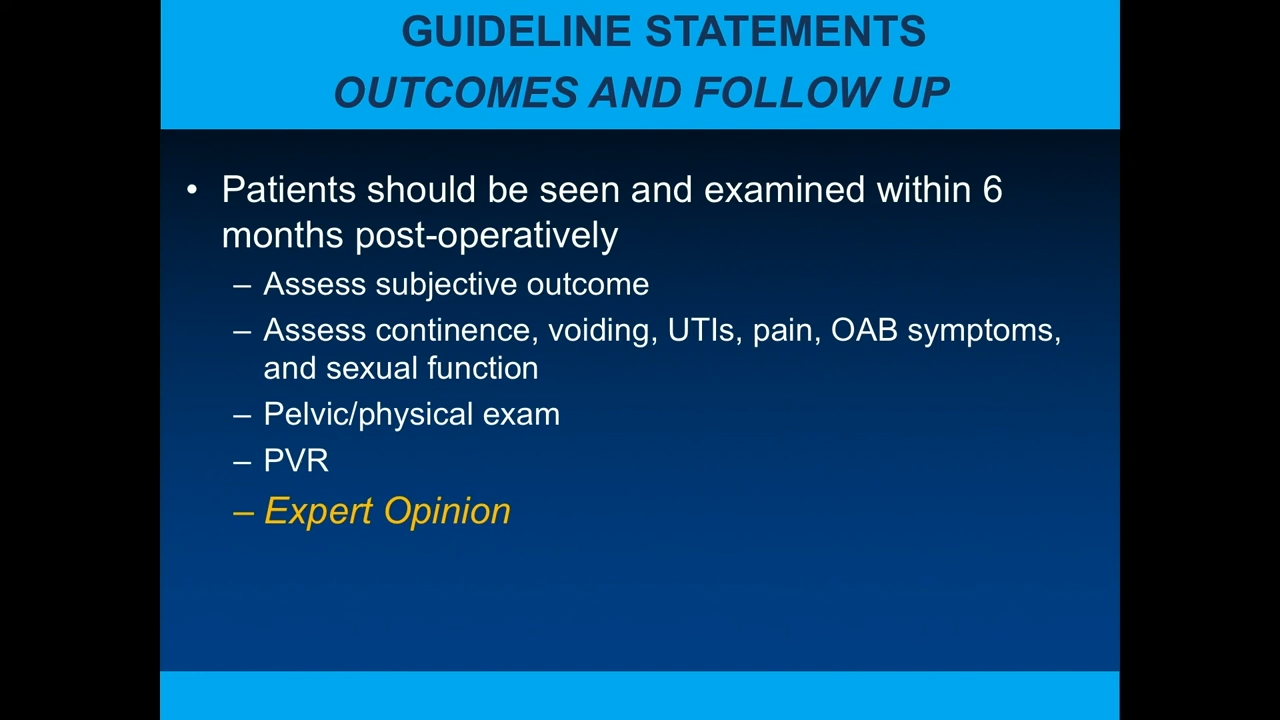 GUIDELINE STATEMENTS
OUTCOMES AND FOLLOW UP
• Patients should be seen and examined within 6
months post-operatively
– Assess subjective outcome
– Assess continence, voiding, UTIs, pain, OAB symptoms,
and sexual function
– Pelvic/physical exam
– PVR
– Expert Opinion